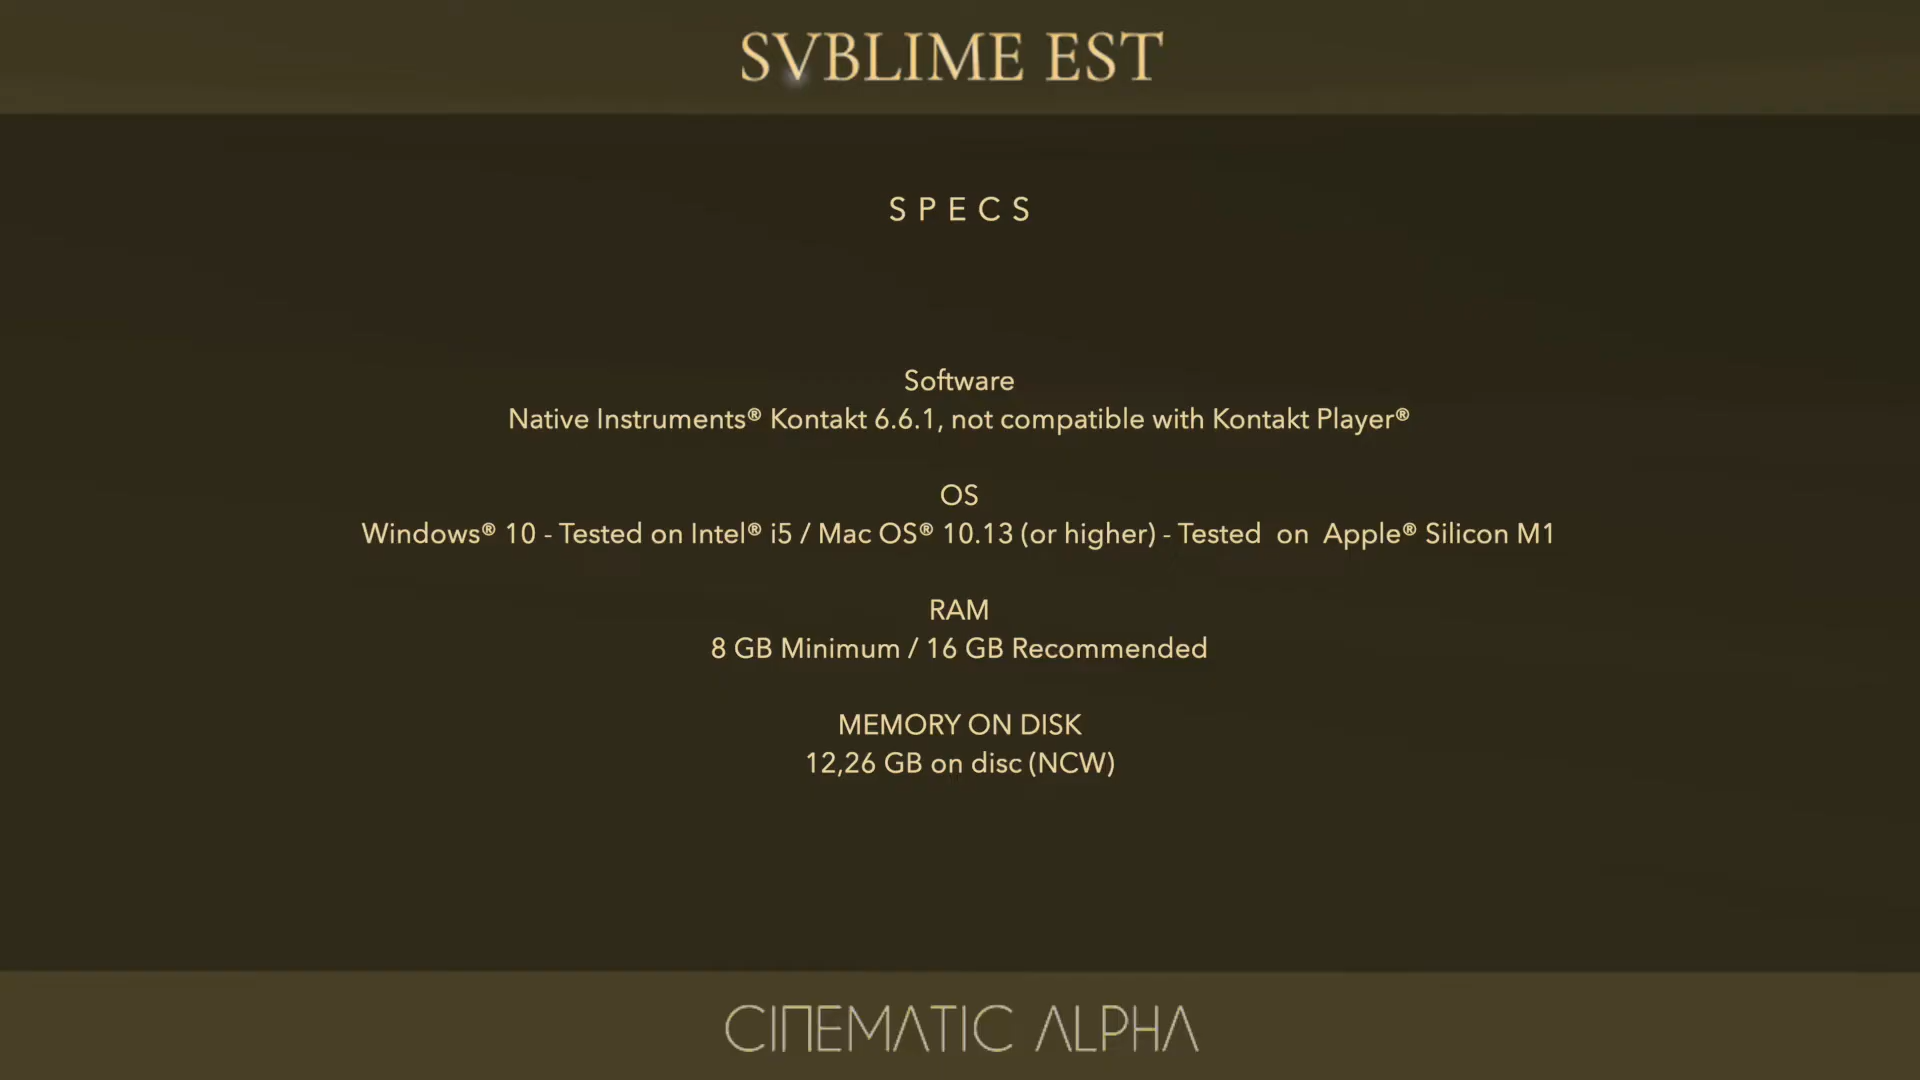 SVBLIME EST
SPECS
Software
Native Instruments® Kontakt 6.6.1, not compatible with Kontakt Player®
OS
Windows® 10 - Tested on Intel® i5 / Mac OS® 10.13 (or higher) - Tested on Apple® Silicon M1
RAM
8 GB Minimum / 16 GB Recommended
MEMORY ON DISK
12,26 GB on disc (NCW)
CINEMATIC ALPHA